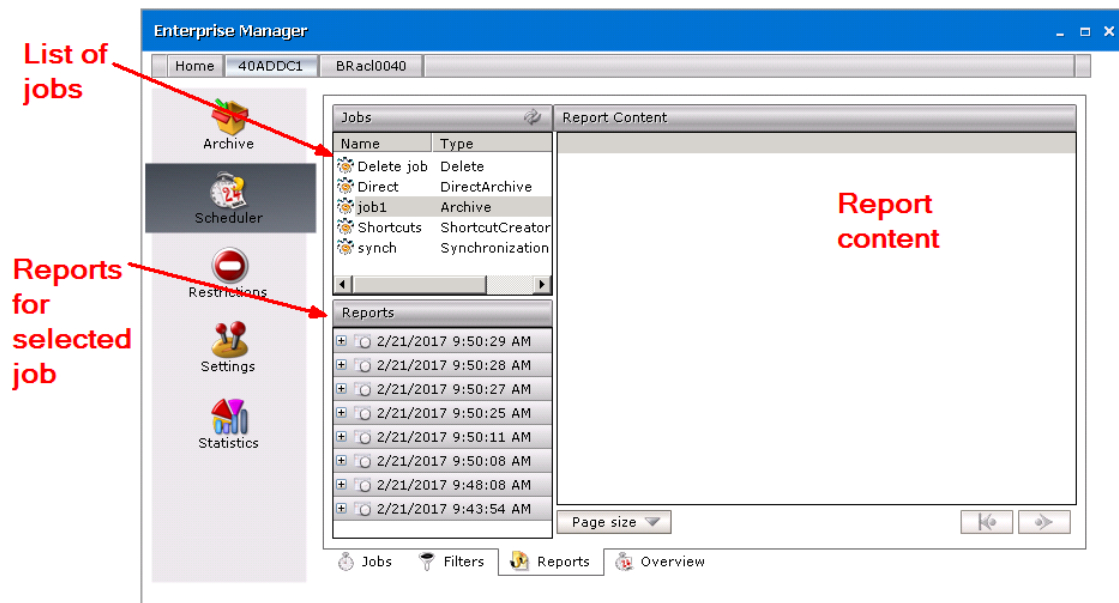 Enterprise Manager
List of
jobs
Home 40ADDC1 BRacl0040
Archive
Scheduler
Restrictions
Settings
Statistics
Jobs
Name Type
Delete job Delete
Direct DirectArchive
job1 Archive
Shortcuts ShortcutCreator
synch Synchronization
Reports
for
selected
job
Reports
2/21/2017 9:50:29 AM
2/21/2017 9:50:28 AM
2/21/2017 9:50:27 AM
2/21/2017 9:50:25 AM
2/21/2017 9:50:11 AM
2/21/2017 9:50:08 AM
2/21/2017 9:48:08 AM
2/21/2017 9:43:54 AM
Report Content
Report
content
Page size
Jobs Filters Reports Overview